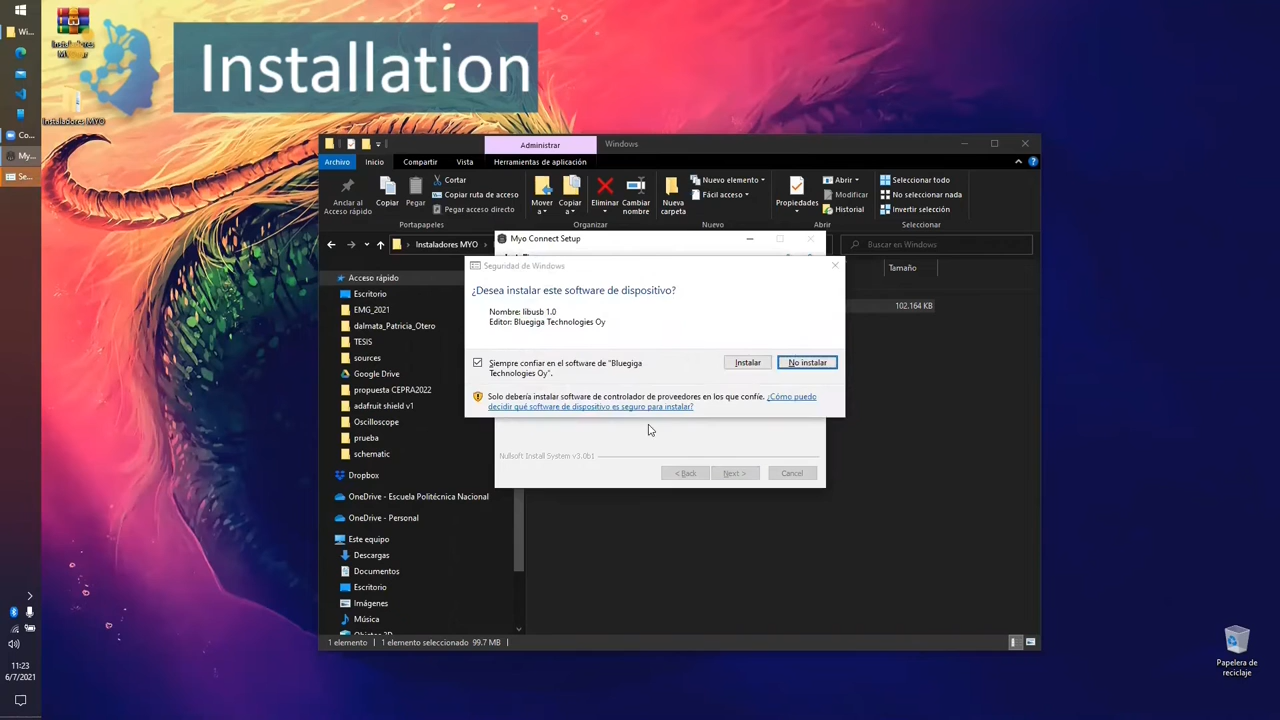 Installation
Instaladores
Instaladores MYO
Wi...
Co...
My...
Se...
Administrar
Windows
Archivo
Inicio
Compartir
Vista
Herramientas de aplicación
Anclar al
Acceso rápido
Copiar
Pegar
Cortar
Copiar ruta de acceso
Pegar acceso directo
Mover
a
Copiar
a
Eliminar
Cambiar
nombre
Nueva
carpeta
Nuevo elemento
Fácil acceso
Propiedades
Abrir
Modificar
Historial
Seleccionar todo
No seleccionar nada
Invertir selección
Portapapeles
Organizar
Nuevo
Abrir
Seleccionar
Instaladores MYO
Buscar en Windows
Tamaño
102.164 KB
Acceso rápido
Escritorio
EMG_2021
dalmata_Patricia_Otero
TESIS
sources
Google Drive
propuesta CEPRA2022
adafruit shield v1
Oscilloscope
prueba
schematic
Dropbox
OneDrive - Escuela Politécnica Nacional
OneDrive - Personal
Este equipo
Descargas
Documentos
Escritorio
Imágenes
Música
1 elemento
1 elemento seleccionado 99.7 MB
Myo Connect Setup
Seguridad de Windows
¿Desea instalar este software de dispositivo?
Nombre: libusb 1.0
Editor: Bluegiga Technologies Oy
Siempre confiar en el software de "Bluegiga
Technologies Oy".
Instalar
No instalar
Solo debería instalar software de controlador de proveedores en los que confíe. ¿Cómo puedo
decidir qué software de dispositivo es seguro para instalar?
Nullsoft Install System v3.0b1
< Back
Next >
Cancel
11:23
6/7/2021
Papelera de
reciclaje